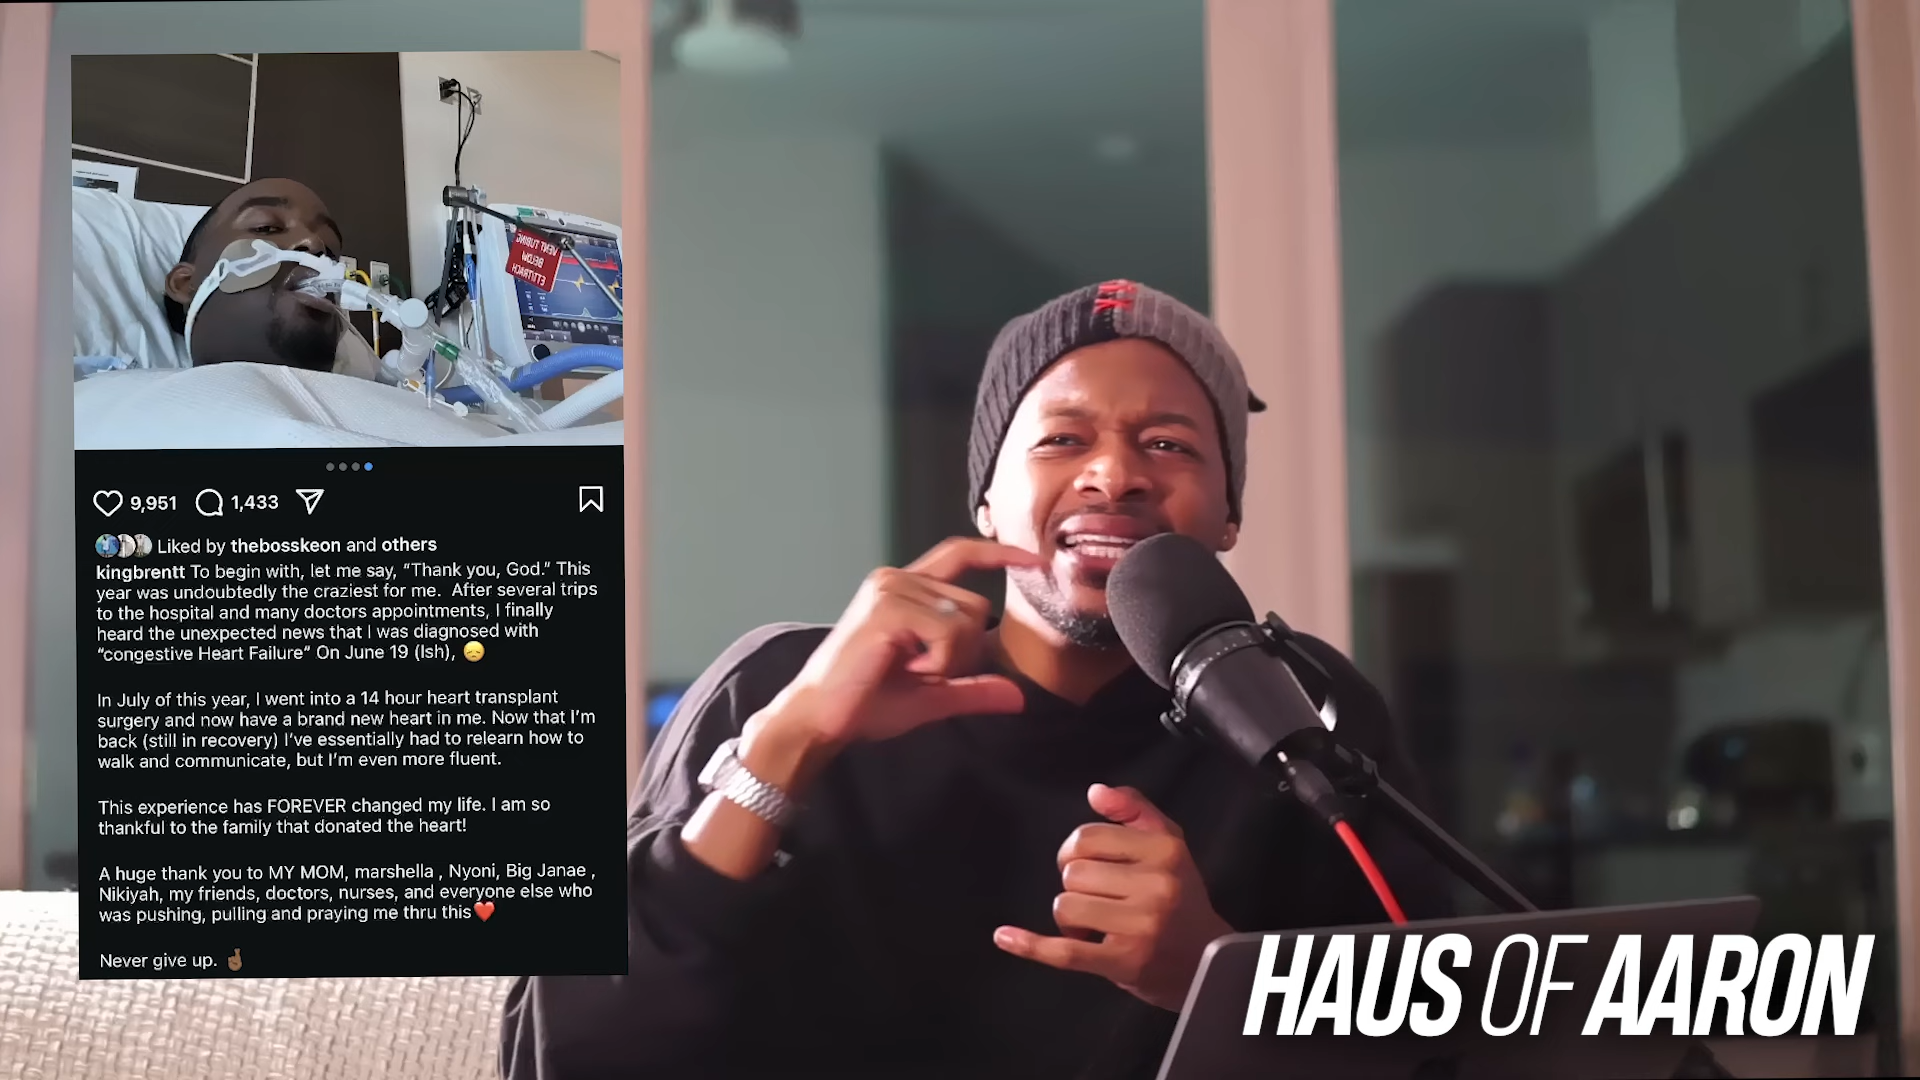 VENT TUBING
BELOW
ETT/TRACH
9,951 1,433
Liked by thebosskeon and others
kingbrentt To begin with, let me say, “Thank you, God.” This
year was undoubtedly the craziest for me. After several trips
to the hospital and many doctors appointments, I finally
heard the unexpected news that I was diagnosed with
“congestive Heart Failure” On June 19 (Ish), 😞
In July of this year, I went into a 14 hour heart transplant
surgery and now have a brand new heart in me. Now that I’m
back (still in recovery) I’ve essentially had to relearn how to
walk and communicate, but I’m even more fluent.
This experience has FOREVER changed my life. I am so
thankful to the family that donated the heart!
A huge thank you to MY MOM, marshella , Nyoni, Big Janae ,
Nikiyah, my friends, doctors, nurses, and everyone else who
was pushing, pulling and praying me thru this❤️
Never give up. 🤞🏾
HAUS OF AARON